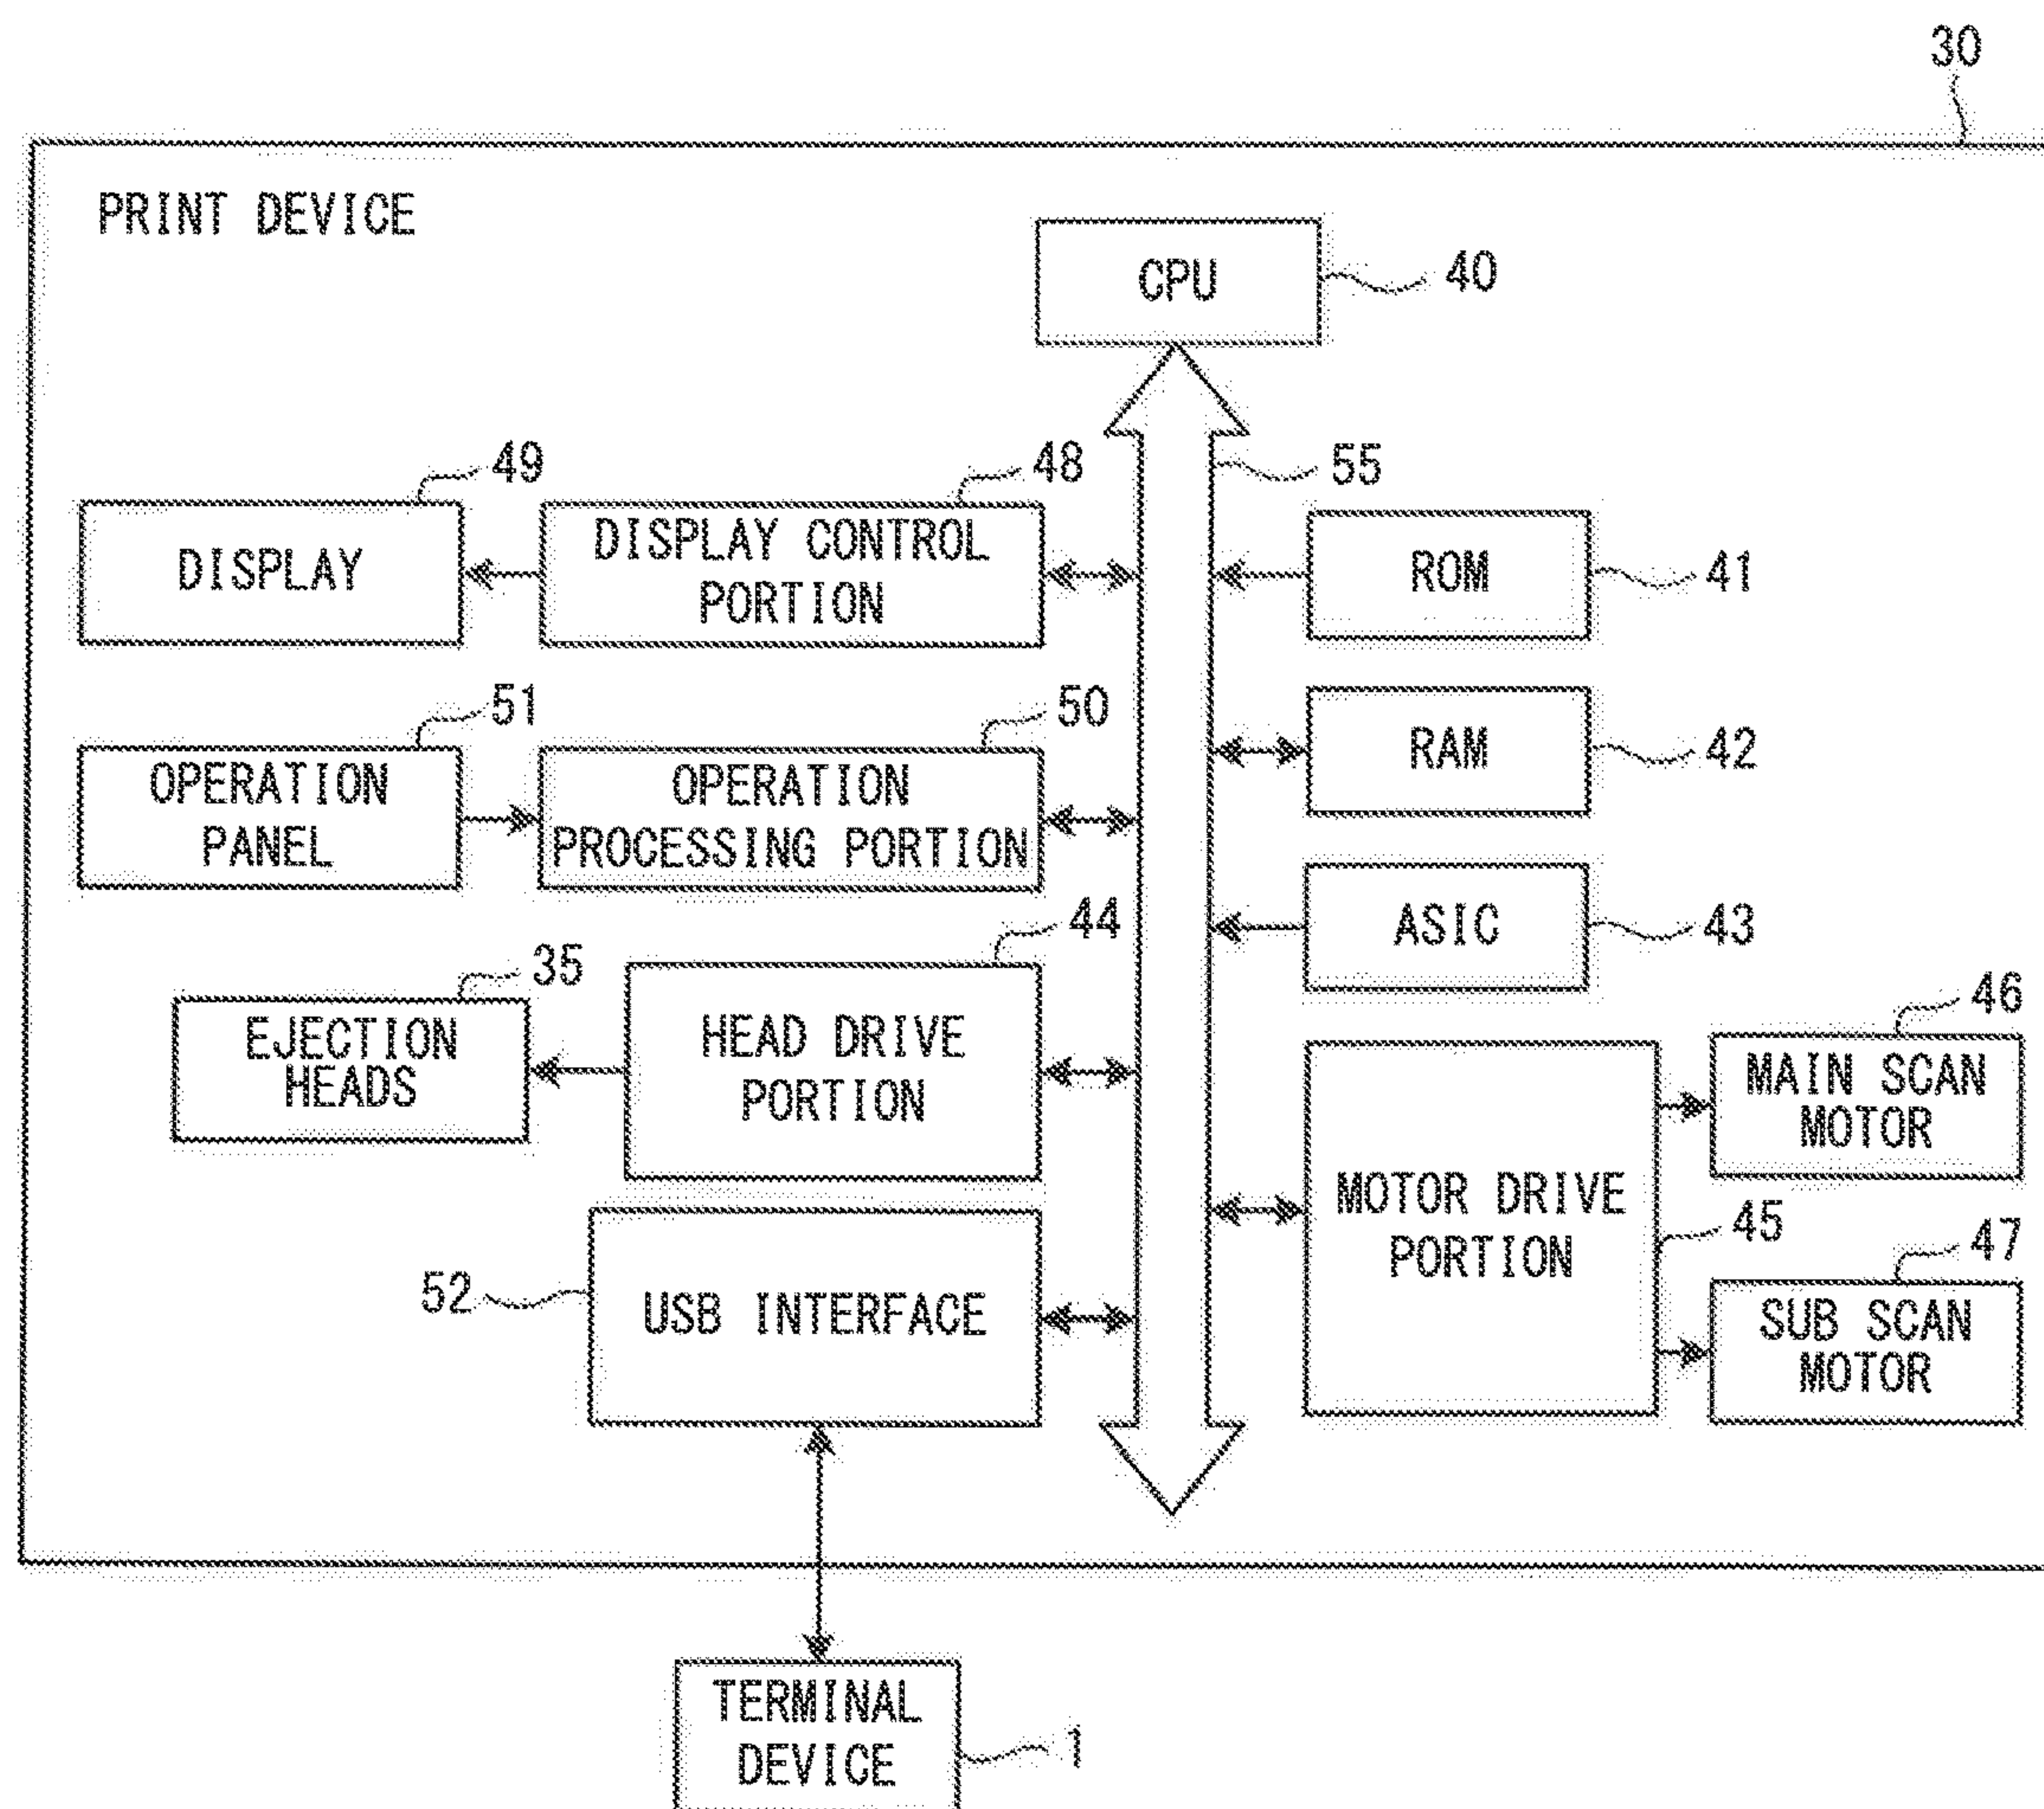 30
PRINT DEVICE
CPU
40
49
48
55
DISPLAY
DISPLAY CONTROL
PORTION
ROM
41
51
50
OPERATION
PANEL
OPERATION
PROCESSING PORTION
RAM
42
44
ASIC
43
35
EJECTION
HEADS
HEAD DRIVE
PORTION
46
MAIN SCAN
MOTOR
MOTOR DRIVE
PORTION
45
47
52
USB INTERFACE
SUB SCAN
MOTOR
TERMINAL
DEVICE
1